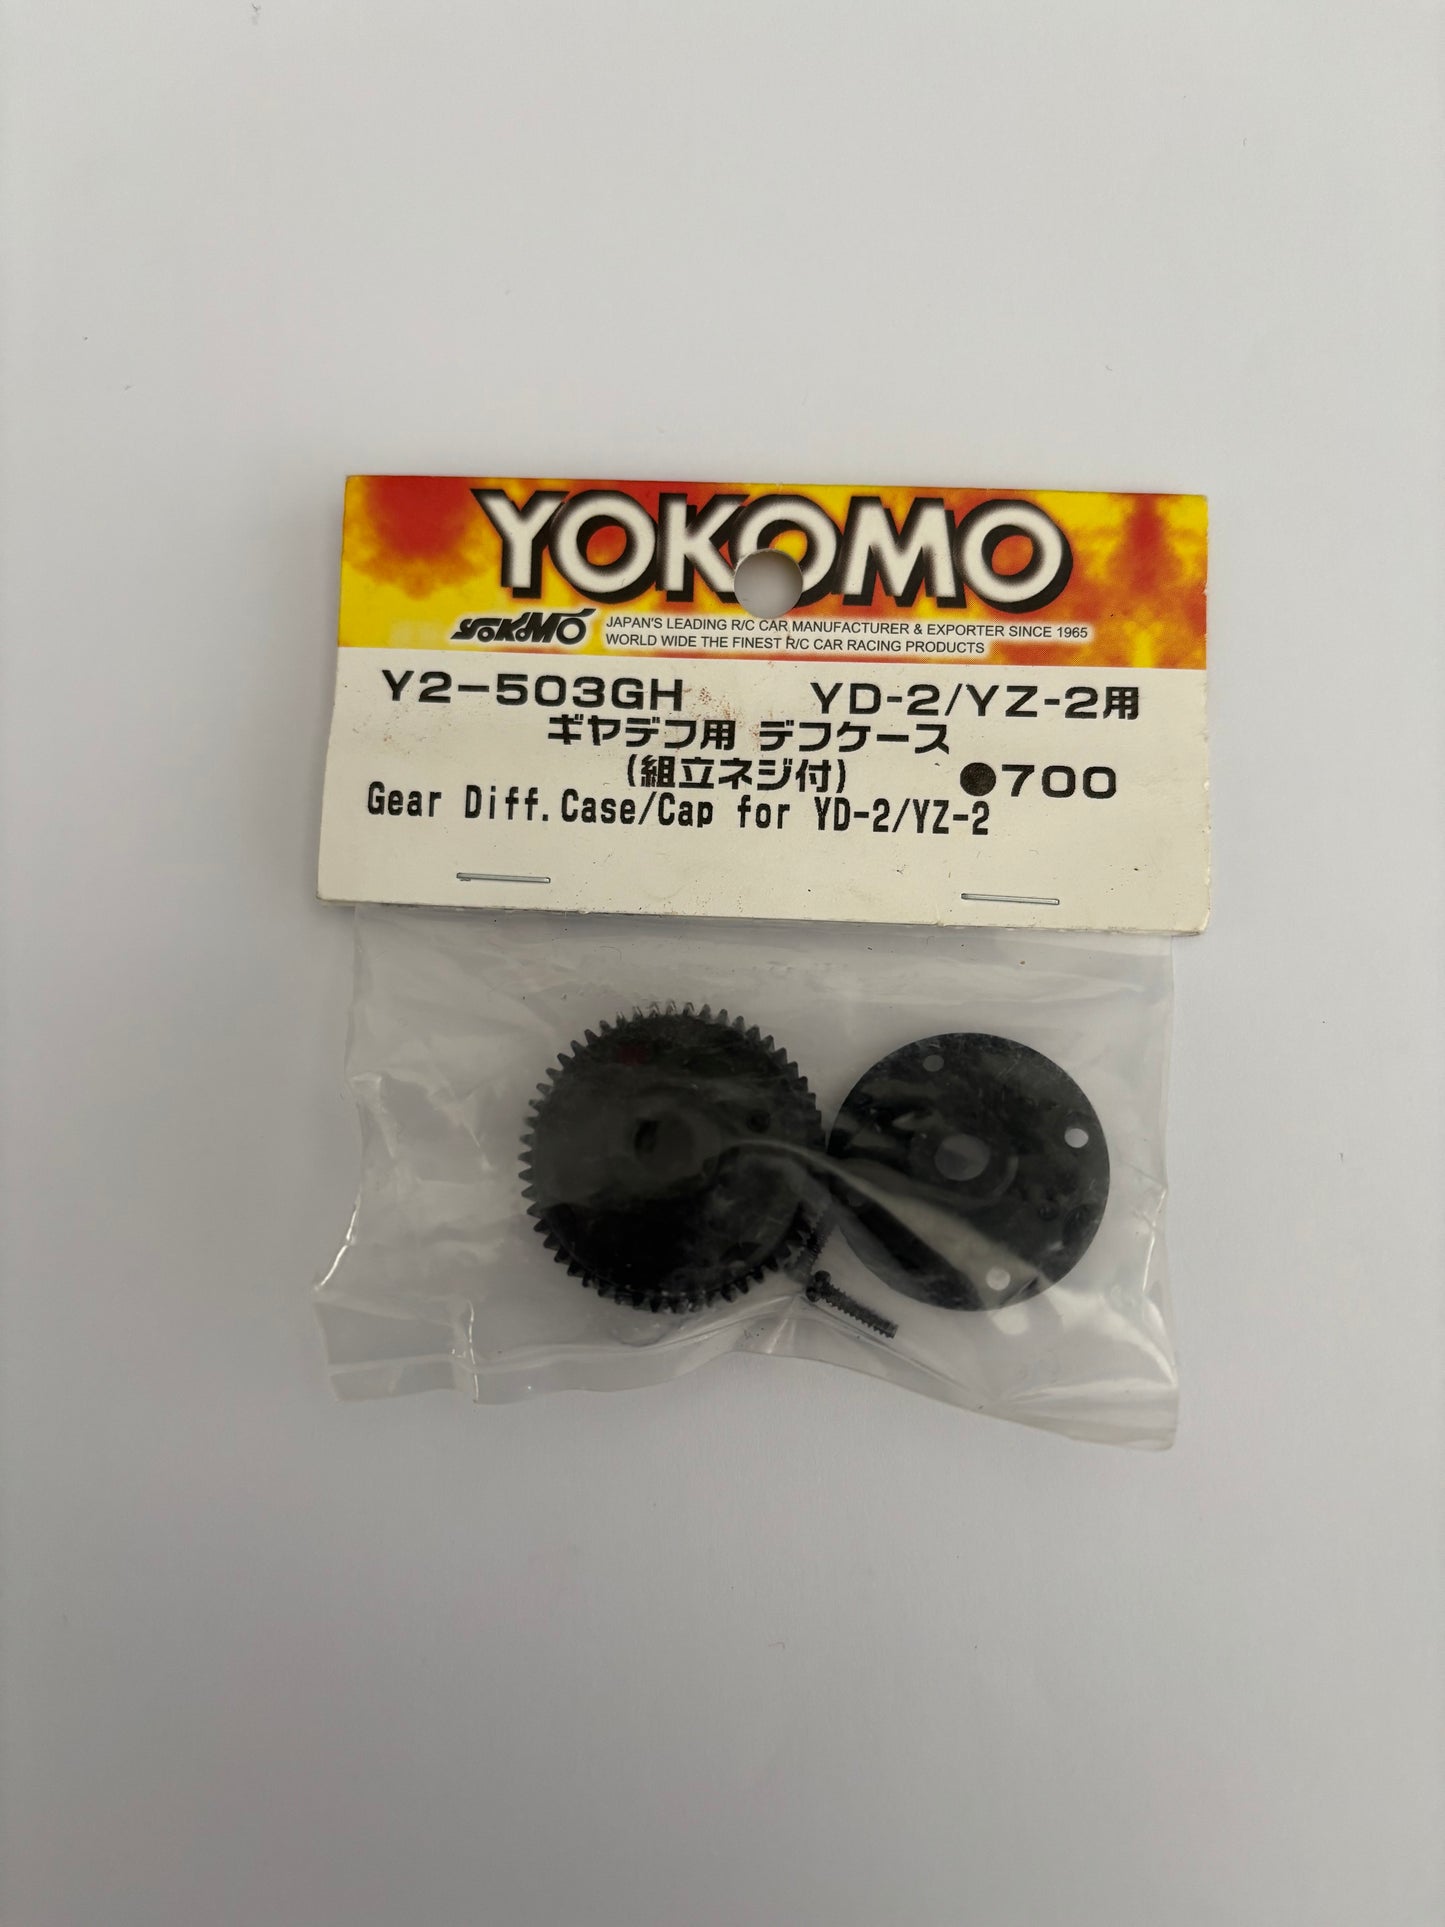 YOKOMO
YOKOMO JAPAN'S LEADING R/C CAR MANUFACTURER & EXPORTER SINCE 1965
WORLD WIDE THE FINEST R/C CAR RACING PRODUCTS
Y2-503GH YD-2/YZ-2用
ギヤデフ用 デフケース
(組立ネジ付) ●700
Gear Diff.Case/Cap for YD-2/YZ-2